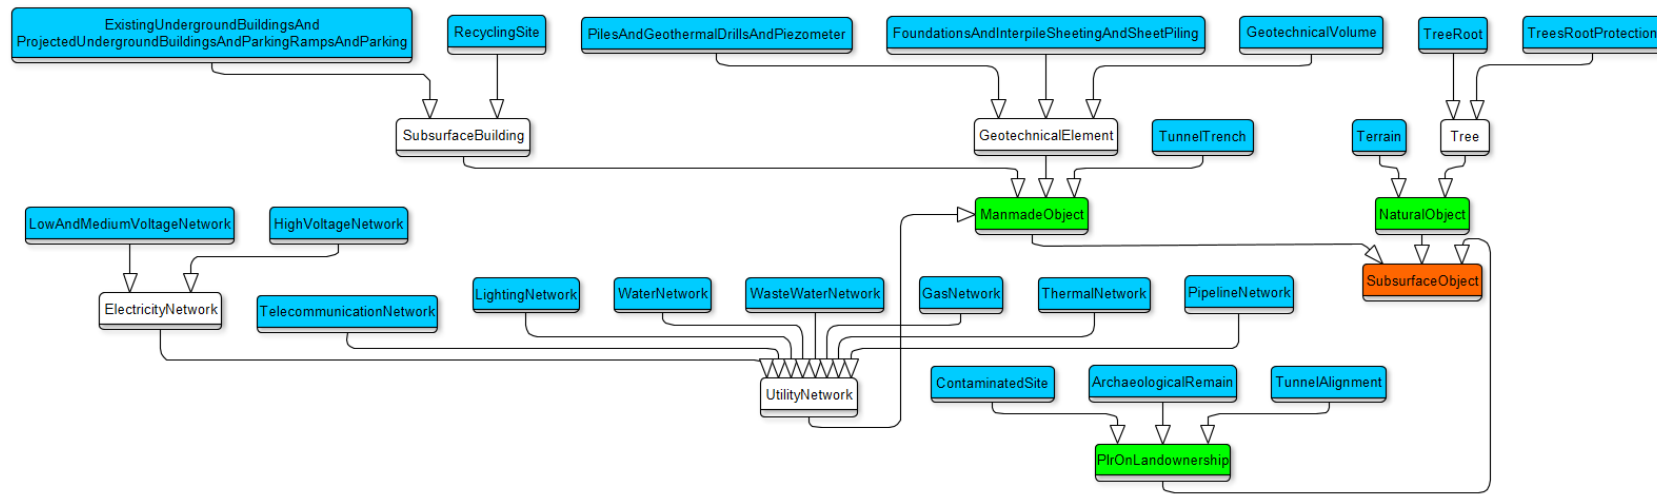 ExistingUndergroundBuildingsAnd
ProjectedUndergroundBuildingsAndParkingRampsAndParking
RecyclingSite
PilesAndGeothermalDrillsAndPiezometer
FoundationsAndInterpileSheetingAndSheetPiling
GeotechnicalVolume
TreeRoot
TreesRootProtection
SubsurfaceBuilding
GeotechnicalElement
TunnelTrench
Terrain
Tree
LowAndMediumVoltageNetwork
HighVoltageNetwork
ManmadeObject
NaturalObject
SubsurfaceObject
ElectricityNetwork
TelecommunicationNetwork
LightingNetwork
WaterNetwork
WasteWaterNetwork
GasNetwork
ThermalNetwork
PipelineNetwork
UtilityNetwork
ContaminatedSite
ArchaeologicalRemain
TunnelAlignment
PlrOnLandownership